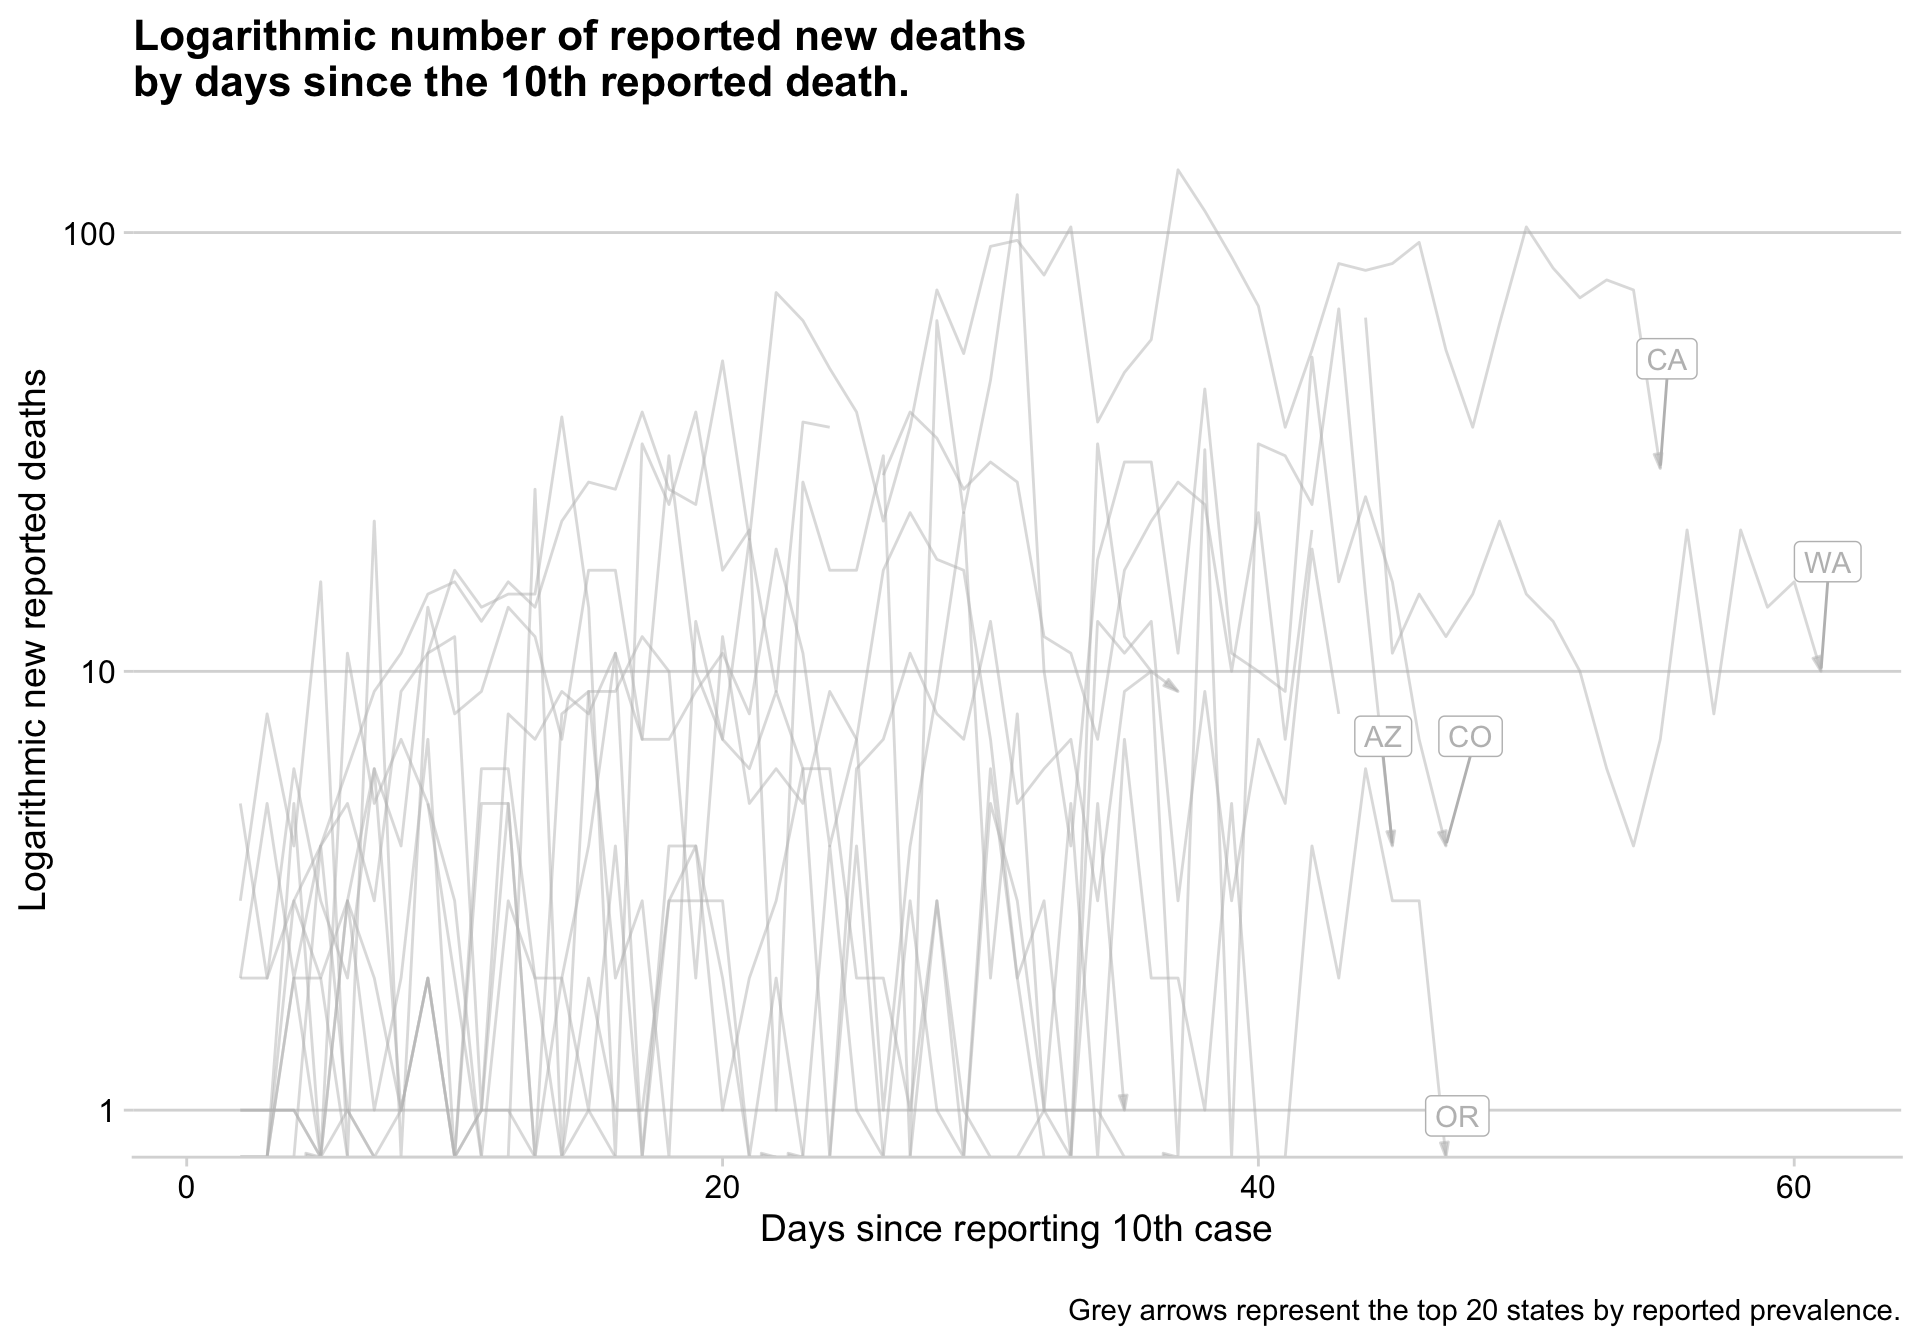 Logarithmic number of reported new deaths
by days since the 10th reported death.
Logarithmic new reported deaths
100
10
1
CA
WA
AZ
CO
OR
0
20
40
60
Days since reporting 10th case
Grey arrows represent the top 20 states by reported prevalence.